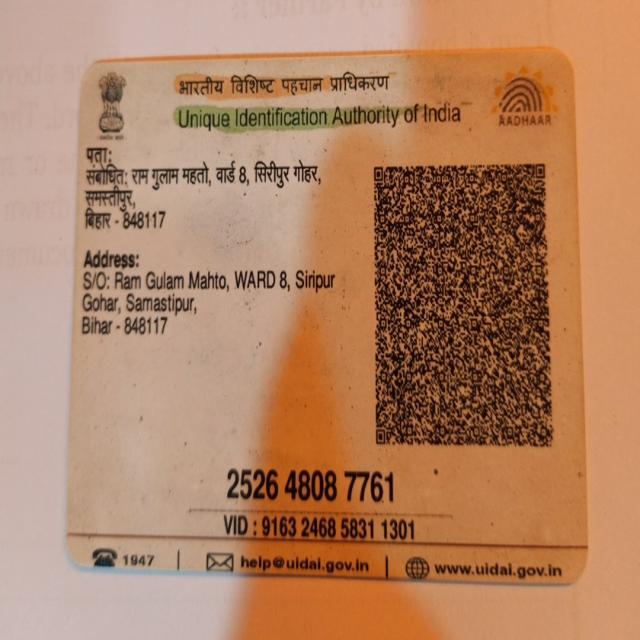 भारतीय विशिष्ट पहचान प्राधिकरण
Unique Identification Authority of India
AADHAAR
पता:
संबोधित: राम गुलाम महतो, वार्ड 8, सिरीपुर गोहर,
समस्तीपुर,
बिहार - 848117
Address:
S/O: Ram Gulam Mahto, WARD 8, Siripur
Gohar, Samastipur,
Bihar - 848117
2526 4808 7761
VID : 9163 2468 5831 1301
1947 | help@uidai.gov.in | www.uidai.gov.in